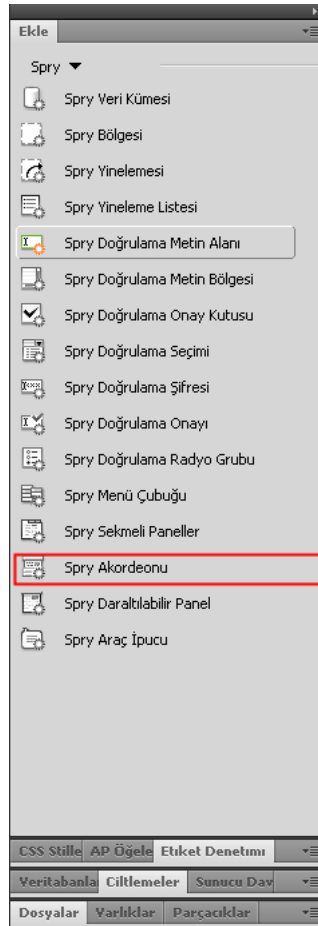 Ekle
Spry
Spry Veri Kümesi
Spry Bölgesi
Spry Yinelemesi
Spry Yineleme Listesi
Spry Doğrulama Metin Alanı
Spry Doğrulama Metin Bölgesi
Spry Doğrulama Onay Kutusu
Spry Doğrulama Seçimi
Spry Doğrulama Şifresi
Spry Doğrulama Onayı
Spry Doğrulama Radyo Grubu
Spry Menü Çubuğu
Spry Sekmeli Paneller
Spry Akordeonu
Spry Daraltılabilir Panel
Spry Araç İpucu
CSS Stille AP Öğele Etiket Denetimi
Veritabanla Ciltlemeler Sunucu Dav
Dosyalar Varlıklar Parçacıklar